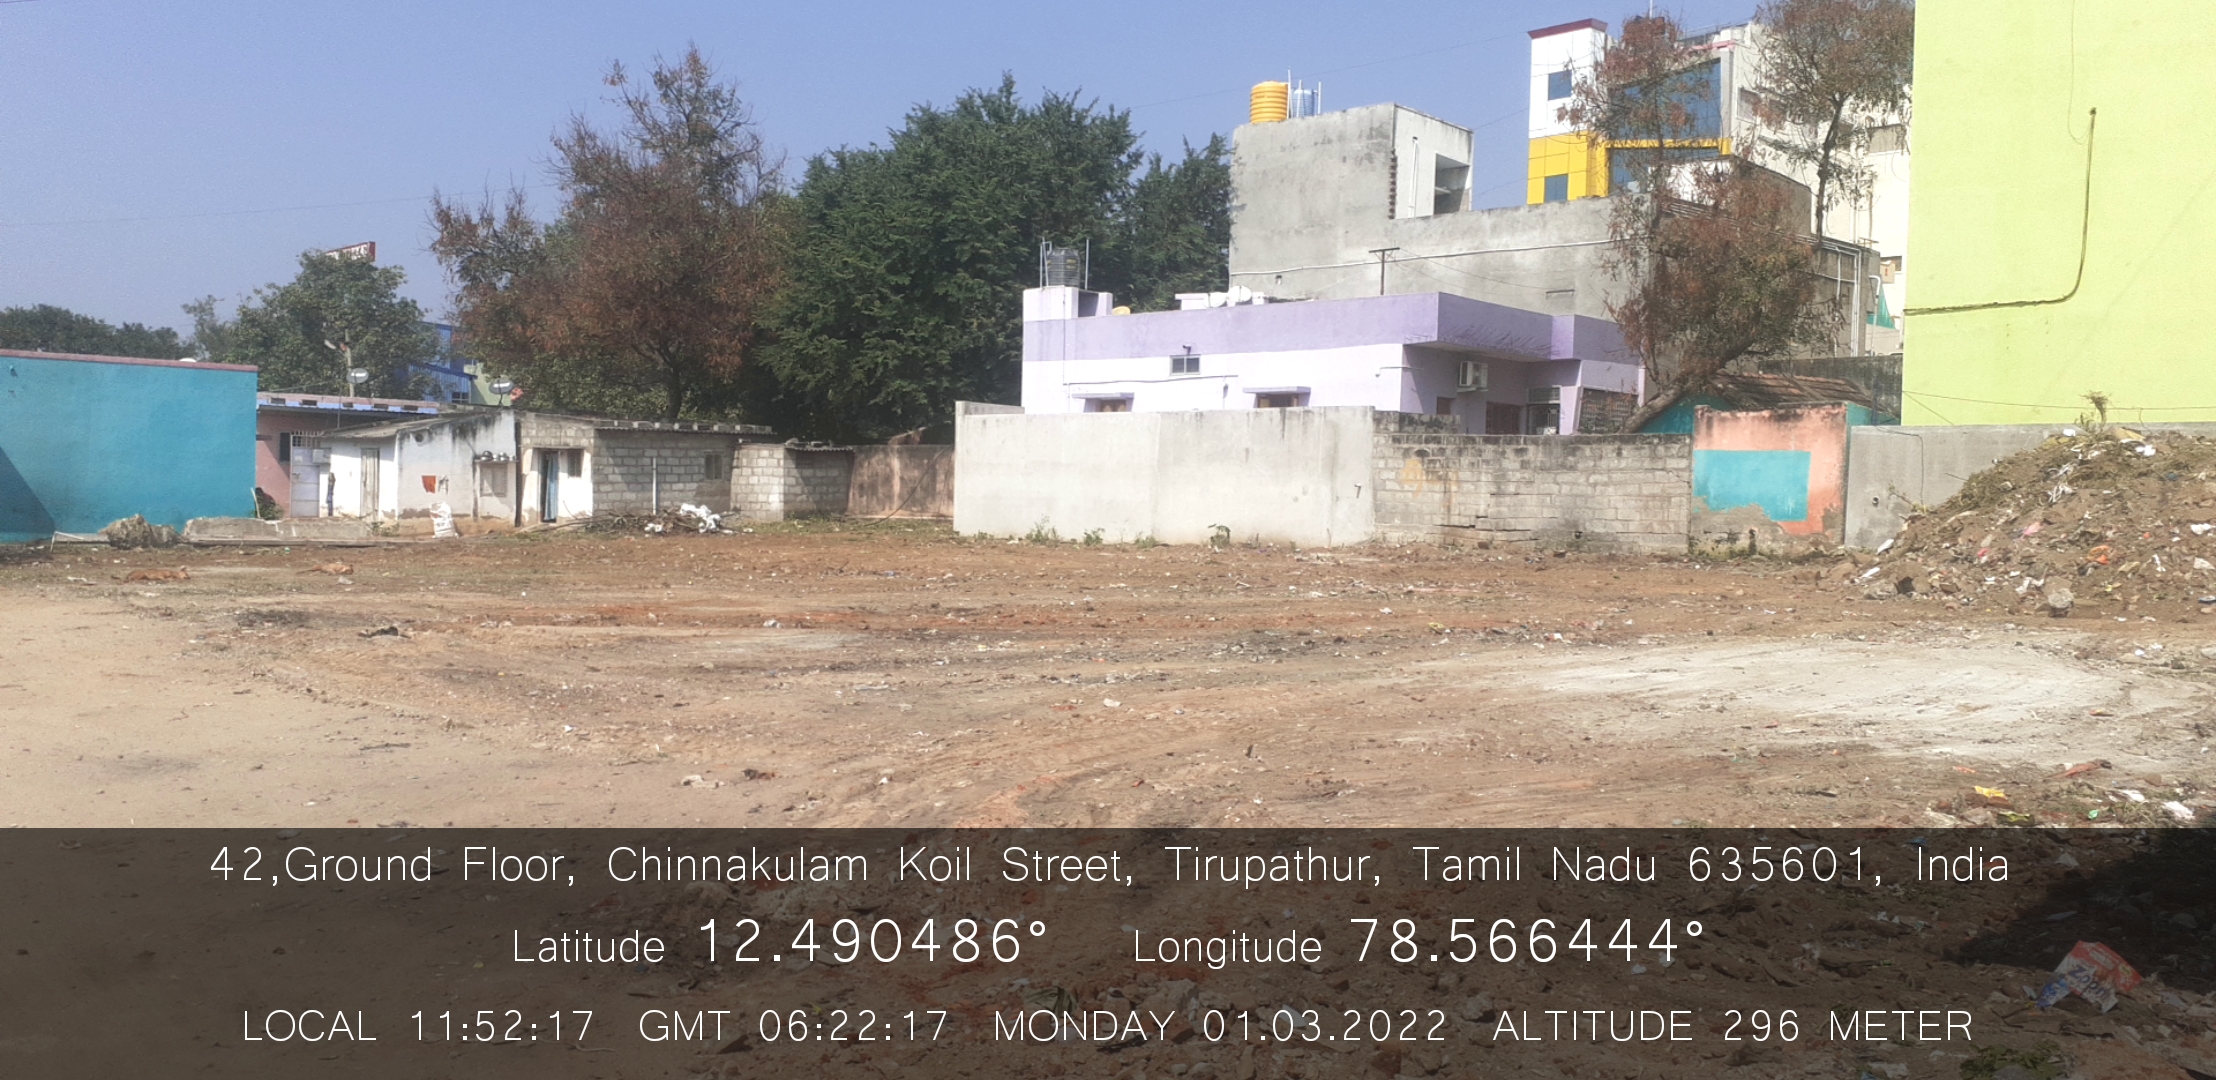 42,Ground Floor, Chinnakulam Koil Street, Tirupathur, Tamil Nadu 635601, India
Latitude 12.490486° Longitude 78.566444°
LOCAL 11:52:17 GMT 06:22:17 MONDAY 01.03.2022 ALTITUDE 296 METER